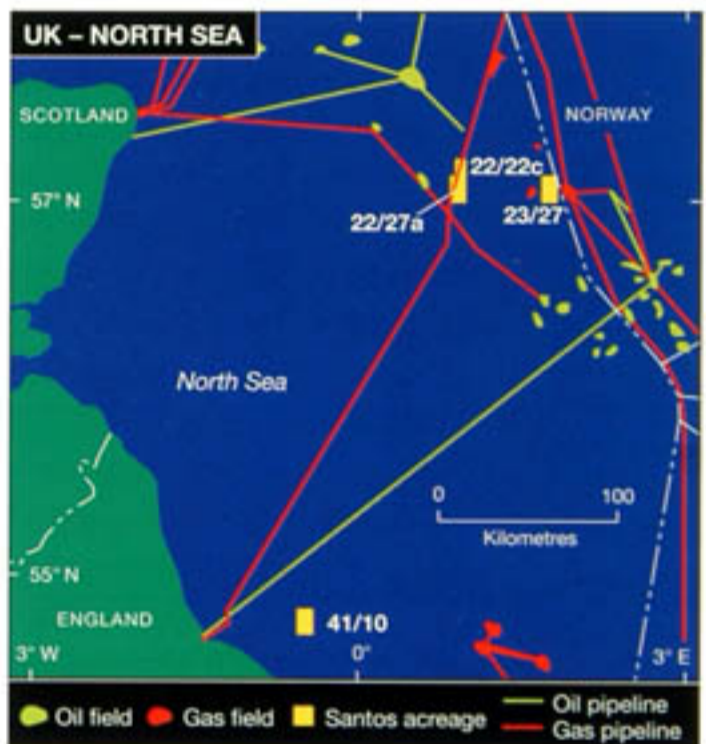 UK – NORTH SEA
SCOTLAND
NORWAY
22/22c
57° N
22/27a
23/27
North Sea
0 100
Kilometres
55° N
ENGLAND
41/10
3° W 0° 3° E
Oil field Gas field Santos acreage Oil pipeline
Gas pipeline